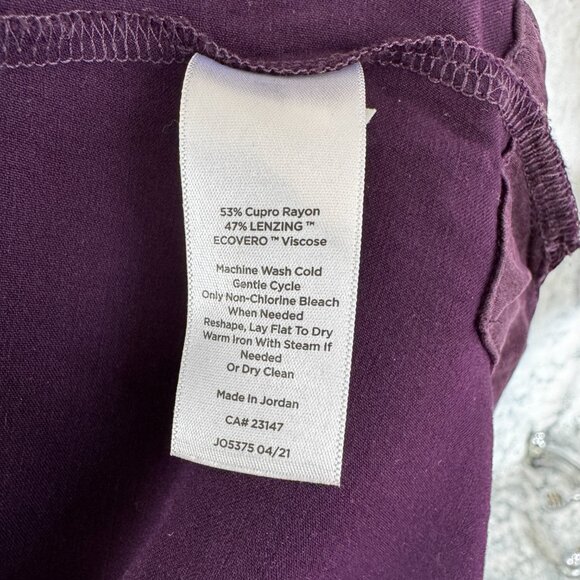 53% Cupro Rayon
47% LENZING ™
ECOVERO ™ Viscose
Machine Wash Cold
Gentle Cycle
Only Non-Chlorine Bleach
When Needed
Reshape, Lay Flat To Dry
Warm Iron With Steam If
Needed
Or Dry Clean
Made In Jordan
CA# 23147
JO5375 04/21